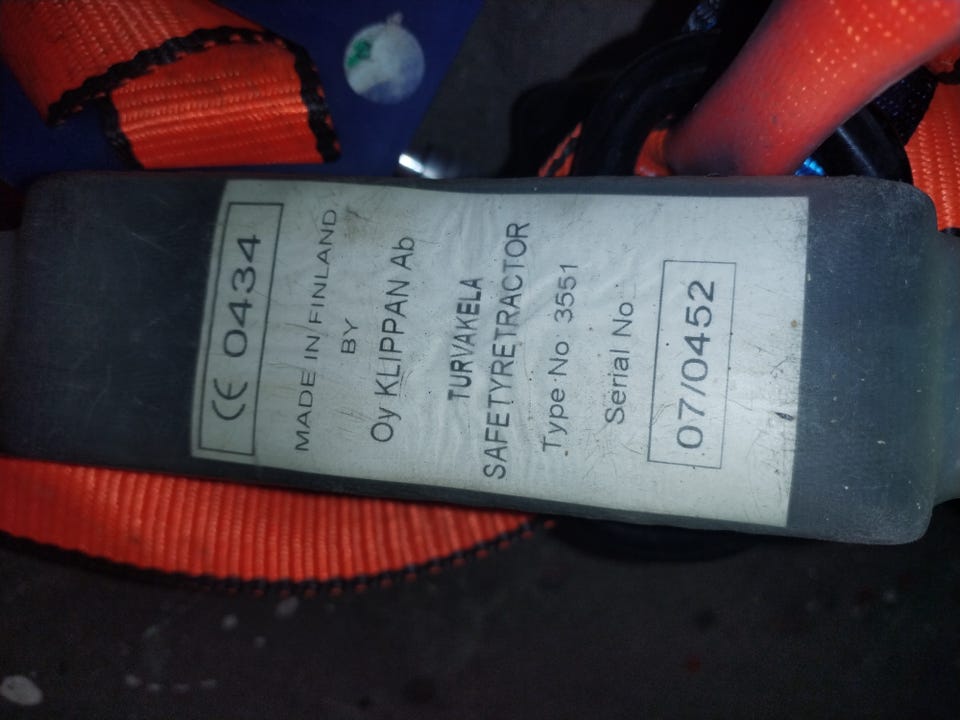 CE 0434
MADE IN FINLAND
BY
Oy KLIPPAN Ab
TURVAKELA
SAFETYRETRACTOR
Type No 3551
Serial No
07/0452